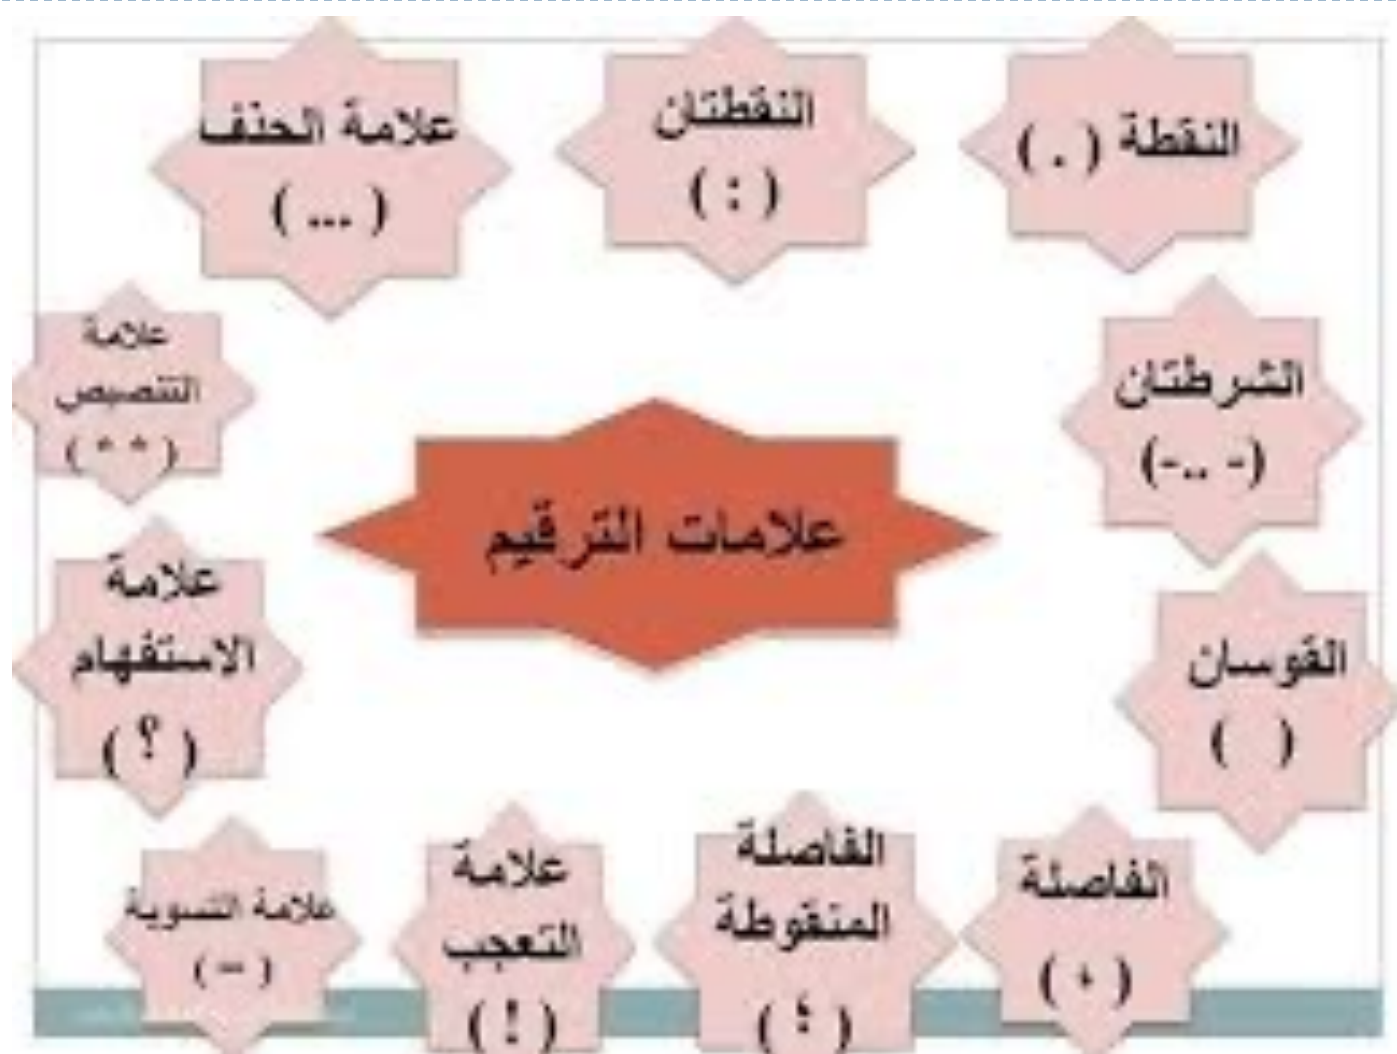 النقطة ( . )
النقطتان
( : )
علامة الحذف
( ... )
الشرطتان
(- ..-)
علامة
التنصيص
( " " )
علامات الترقيم
علامة
الاستفهام
( ؟ )
القوسان
(   )
الفاصلة
( ، )
الفاصلة
المنقوطة
( ؛ )
علامة
التعجب
( ! )
علامة التسوية
( = )